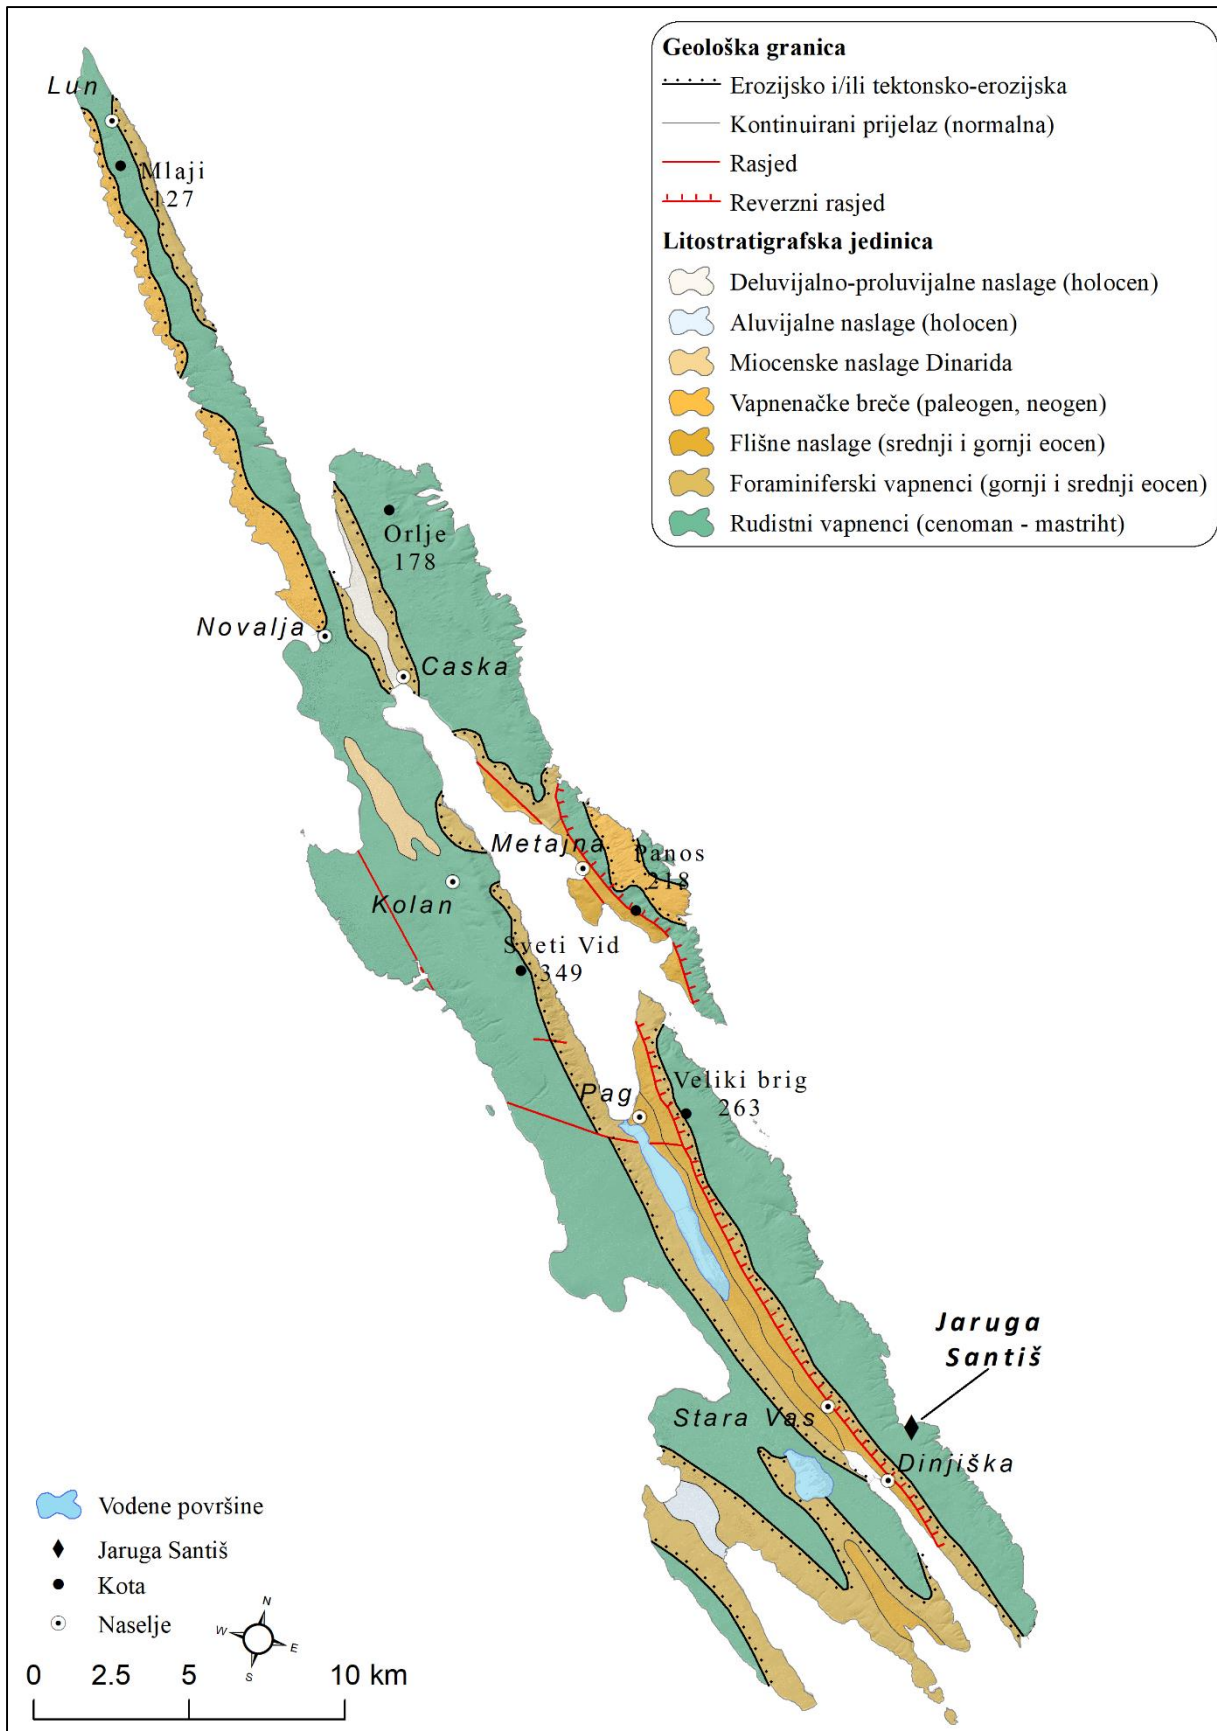 Geološka granica
Erozijsko i/ili tektonsko-erozijska
Kontinuirani prijelaz (normalna)
Rasjed
Reverzni rasjed
Litostratigrafska jedinica
Deluvijalno-proluvijalne naslage (holocen)
Aluvijalne naslage (holocen)
Miocenske naslage Dinarida
Vapnenačke breče (paleogen, neogen)
Flišne naslage (srednji i gornji eocen)
Foraminiferski vapnenci (gornji i srednji eocen)
Rudistni vapnenci (cenoman - mastriht)
Lun
Mlaji
127
Orlje
178
Novalja
Caska
Metajna
Panos
218
Kolan
Sveti Vid
349
Pag
Veliki brig
263
Jaruga
Santiš
Stara Vas
Dinjiška
Vodene površine
Jaruga Santiš
Kota
Naselje
N
W
E
S
0 2.5 5 10 km